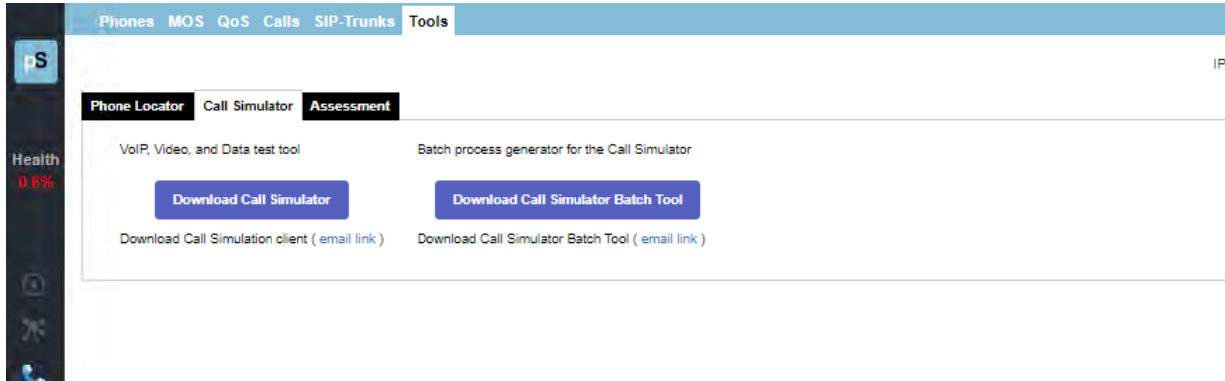 Phones MOS QoS Calls SIP-Trunks Tools
pS
IP
Phone Locator Call Simulator Assessment
Health
0.6%
VoIP, Video, and Data test tool
Batch process generator for the Call Simulator
Download Call Simulator
Download Call Simulator Batch Tool
Download Call Simulation client ( email link )
Download Call Simulator Batch Tool ( email link )